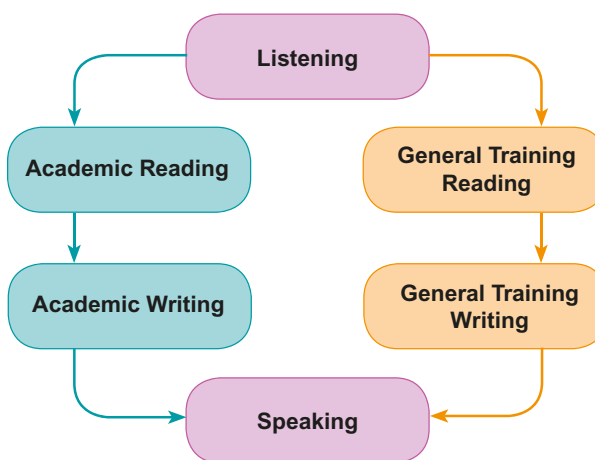 Listening
Academic Reading
General Training
Reading
Academic Writing
General Training
Writing
Speaking